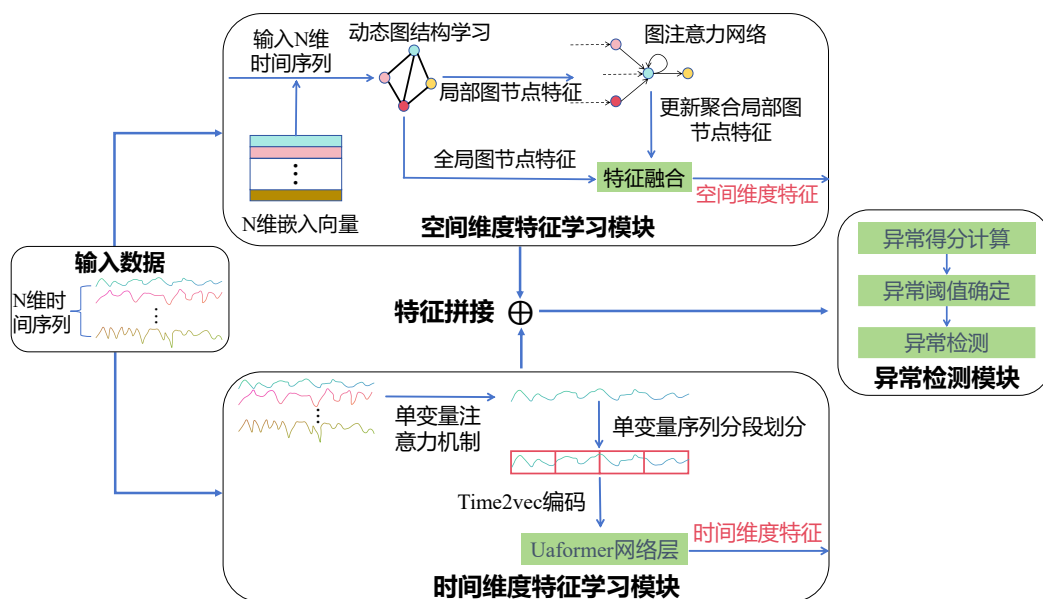 输入数据
N维时
间序列
输入N维
时间序列
N维嵌入向量
动态图结构学习
局部图节点特征
图注意力网络
更新聚合局部图
节点特征
全局图节点特征
特征融合
空间维度特征
空间维度特征学习模块
特征拼接
单变量注
意力机制
单变量序列分段划分
Time2vec编码
Uaformer网络层
时间维度特征
时间维度特征学习模块
异常得分计算
异常阈值确定
异常检测
异常检测模块